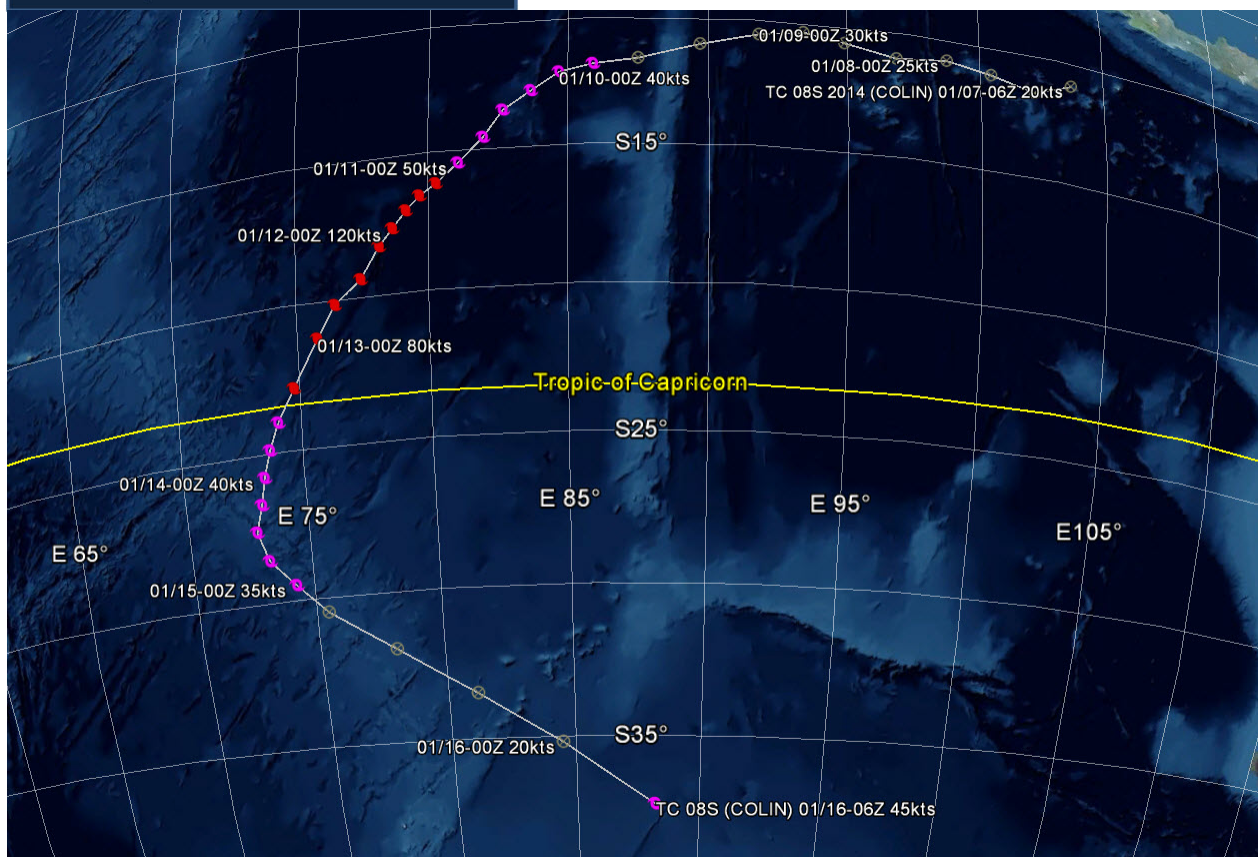 01/09-00Z 30kts
01/08-00Z 25kts
01/10-00Z 40kts
TC 08S 2014 (COLIN) 01/07-06Z 20kts
S15°
01/11-00Z 50kts
01/12-00Z 120kts
01/13-00Z 80kts
Tropic of Capricorn
S25°
01/14-00Z 40kts
E 75°
E 85°
E 95°
E105°
E 65°
01/15-00Z 35kts
S35°
01/16-00Z 20kts
TC 08S (COLIN) 01/16-06Z 45kts